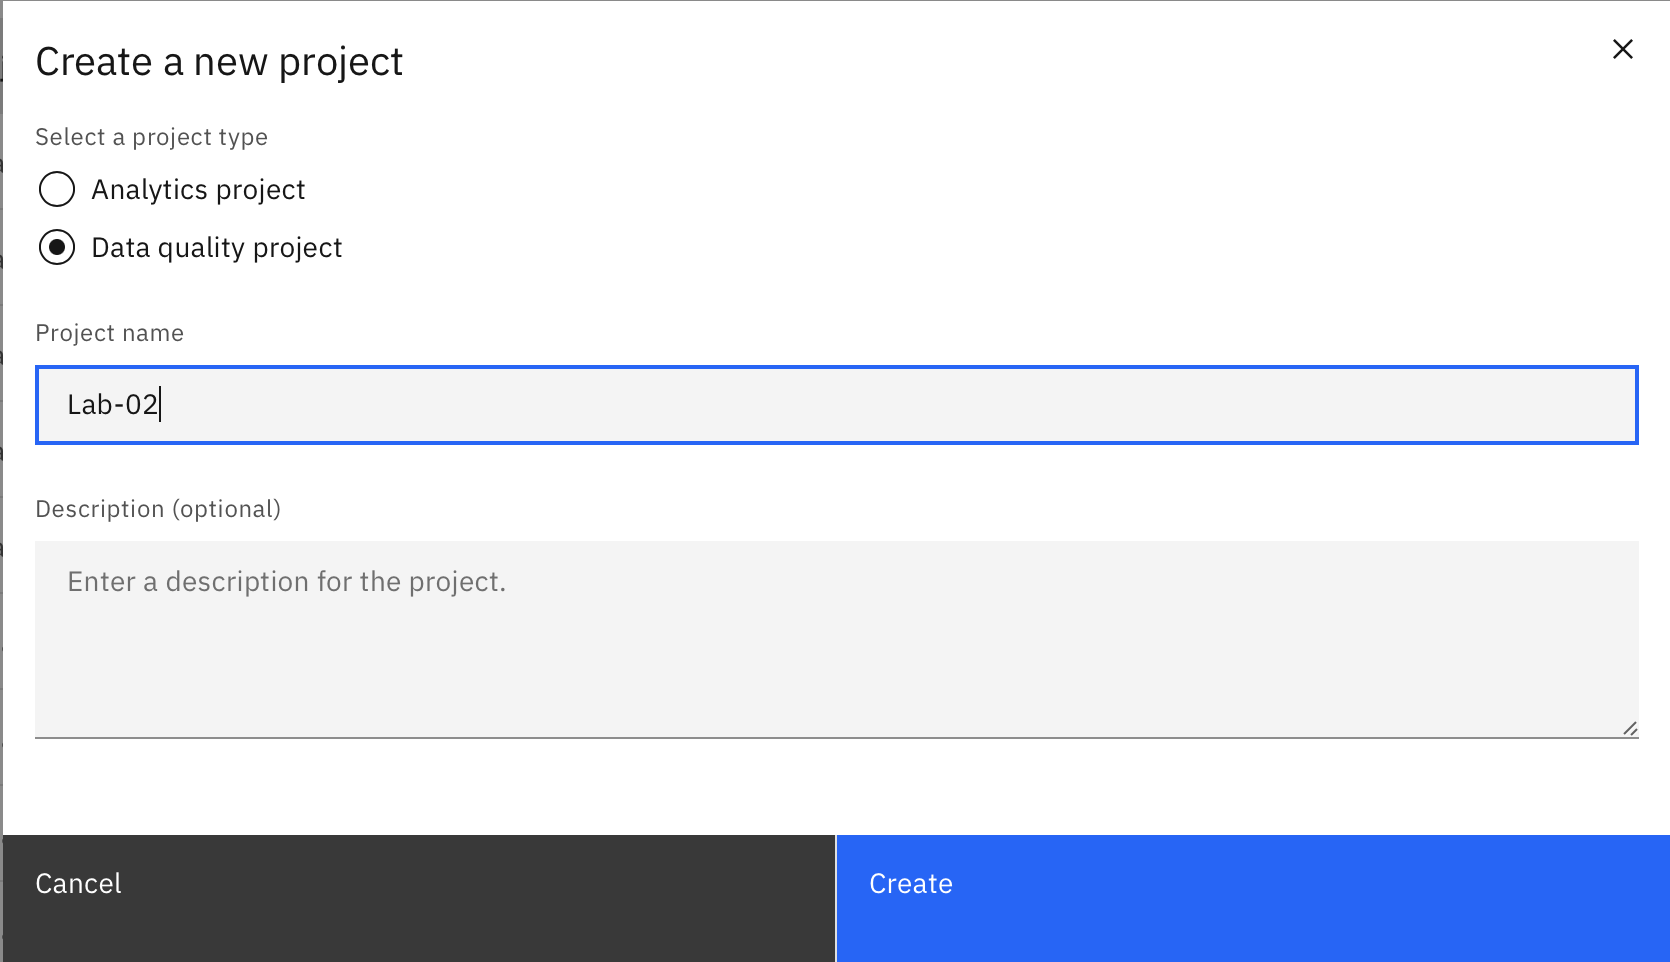 Create a new project
Select a project type
Analytics project
Data quality project
Project name
Lab-02
Description (optional)
Enter a description for the project.
Cancel
Create